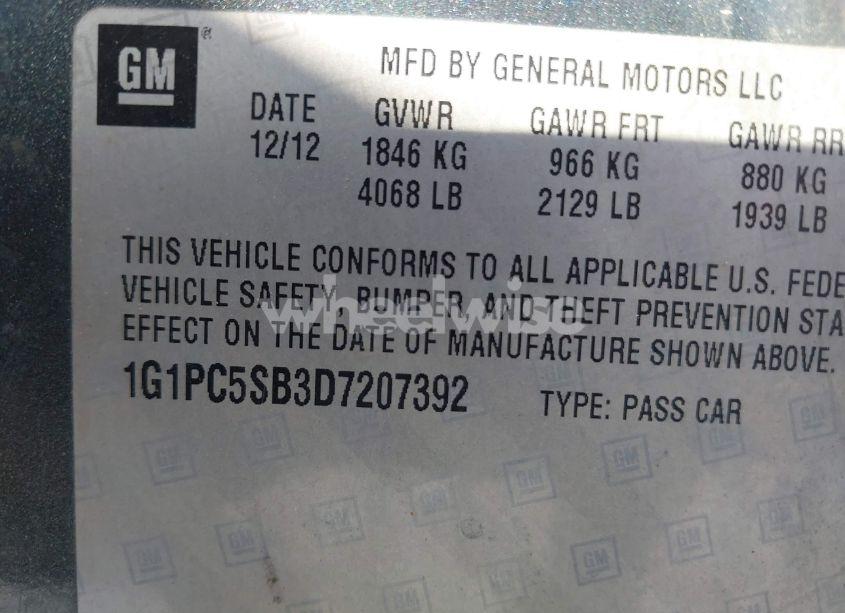 GM
MFD BY GENERAL MOTORS LLC
DATE GVWR GAWR FRT GAWR RR
12/12 1846 KG 966 KG 880 KG
4068 LB 2129 LB 1939 LB
THIS VEHICLE CONFORMS TO ALL APPLICABLE U.S. FEDE
VEHICLE SAFETY, BUMPER, AND THEFT PREVENTION STA
EFFECT ON THE DATE OF MANUFACTURE SHOWN ABOVE.
1G1PC5SB3D7207392 TYPE: PASS CAR
wheelwise